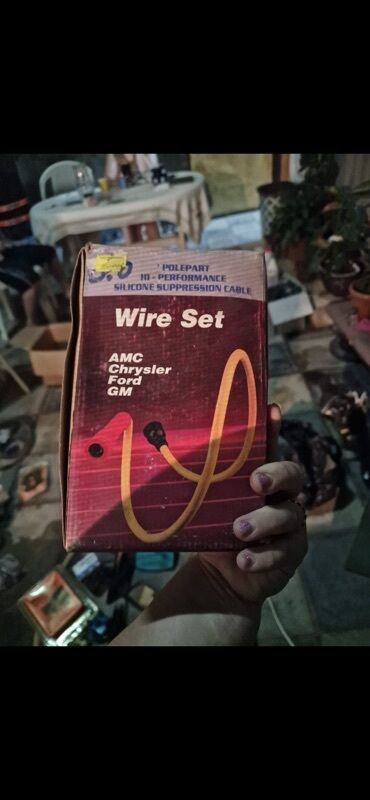 POLEPART
HI - PERFORMANCE
SILICONE SUPPRESSION CABLE
Wire Set
AMC
Chrysler
Ford
GM